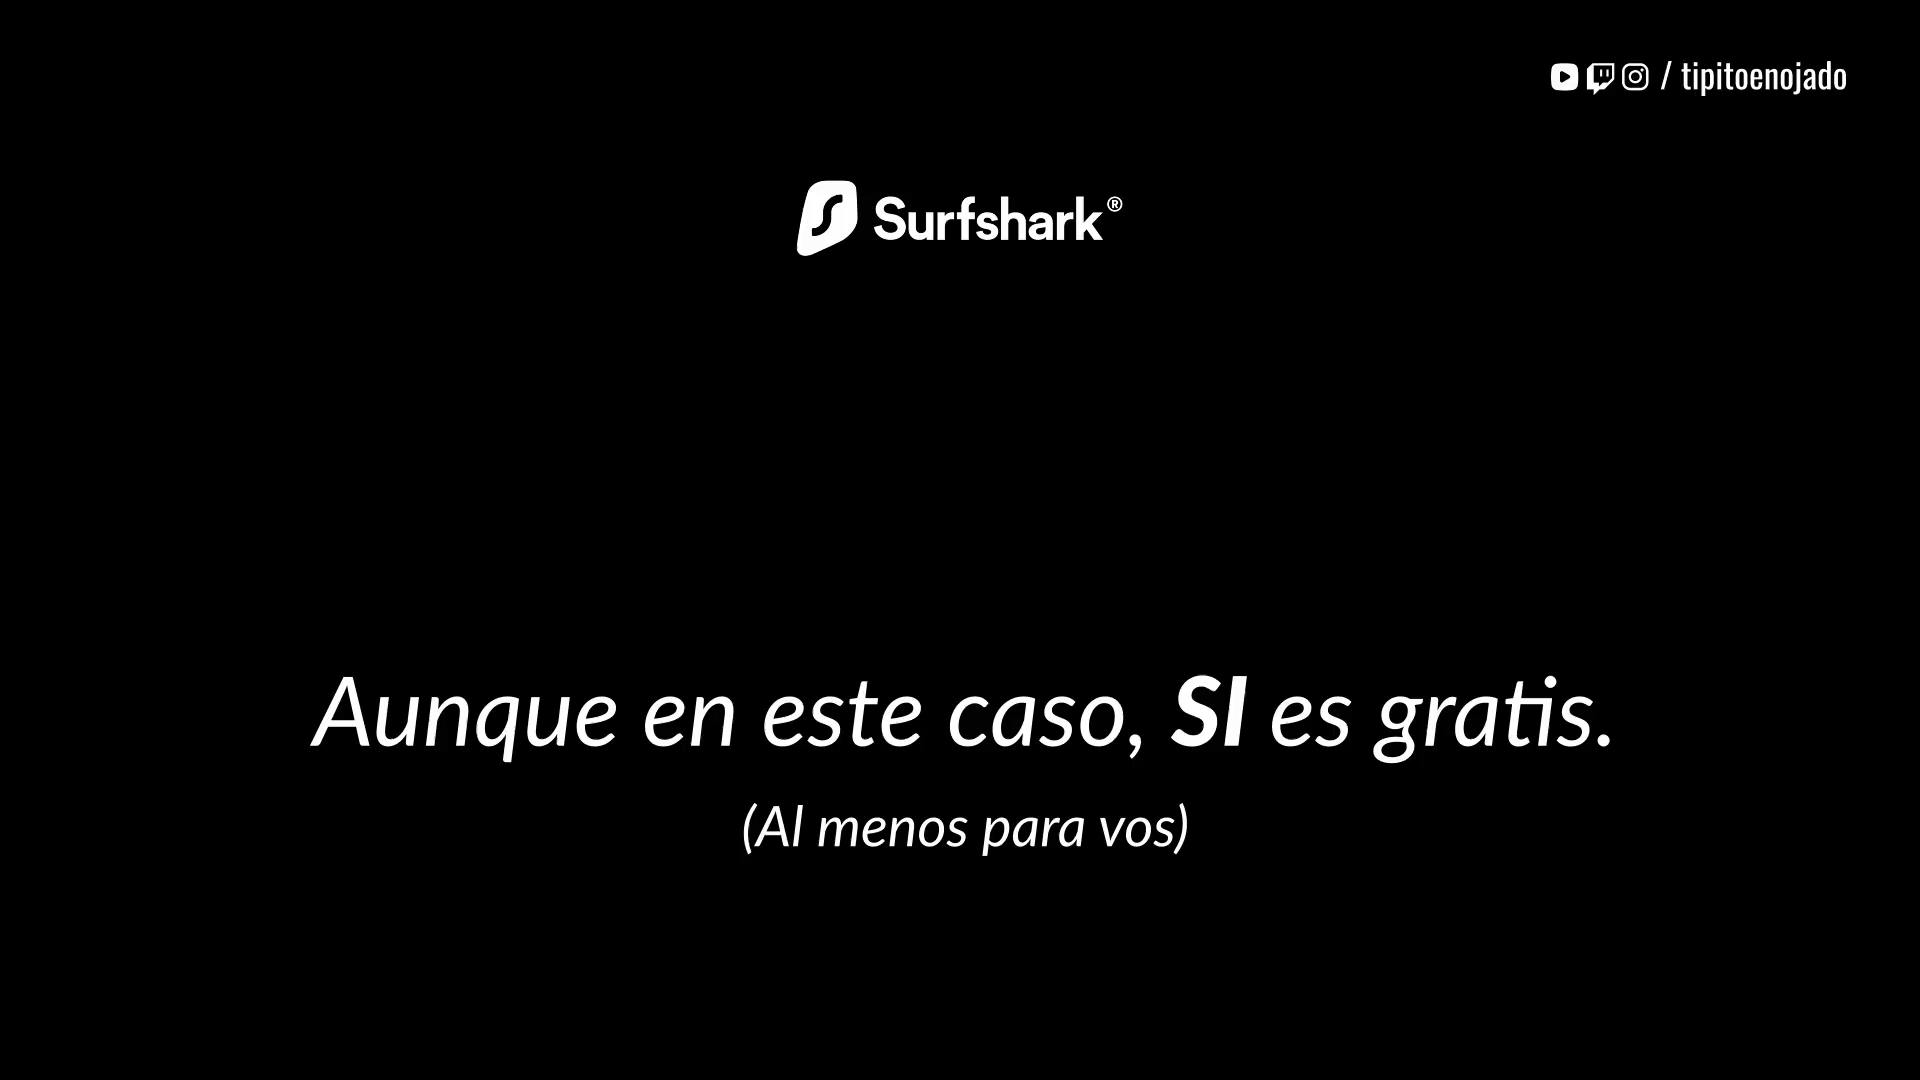 / tipitoenojado
Surfshark®
Aunque en este caso, SI es gratis.
(Al menos para vos)